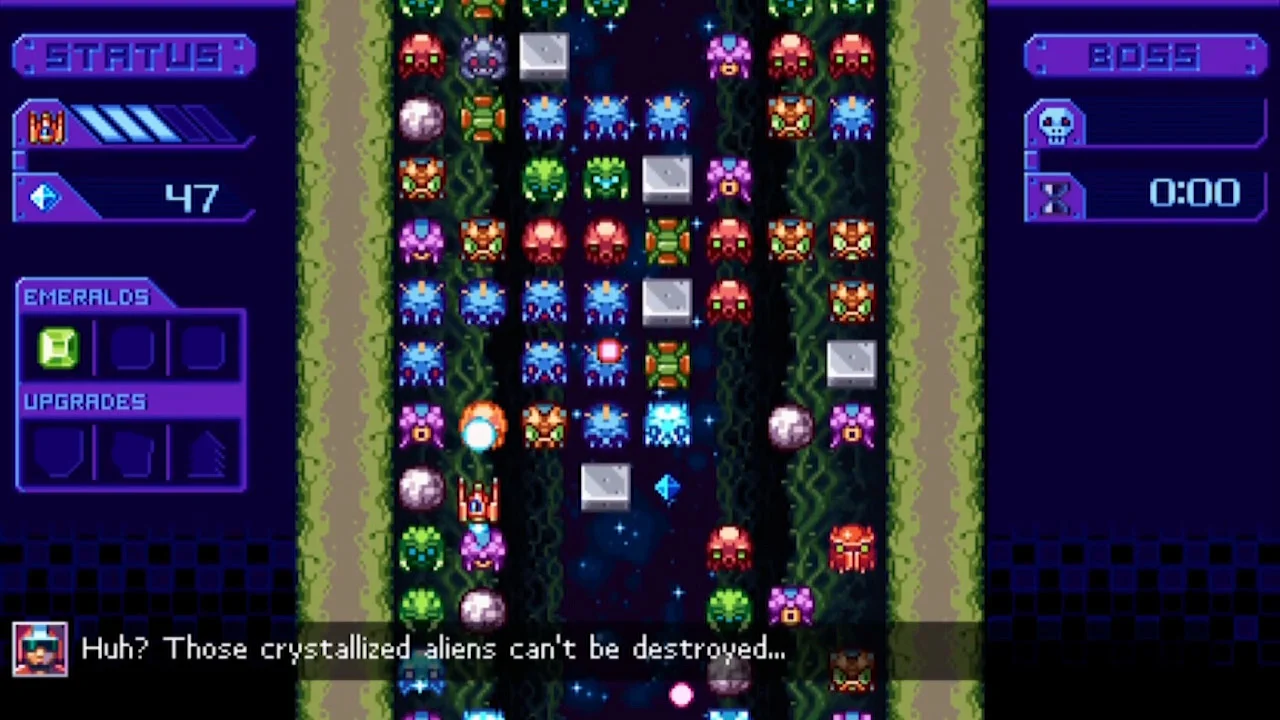 STATUS
BOSS
47
0:00
EMERALDS
UPGRADES
Huh? Those crystallized aliens can't be destroyed...